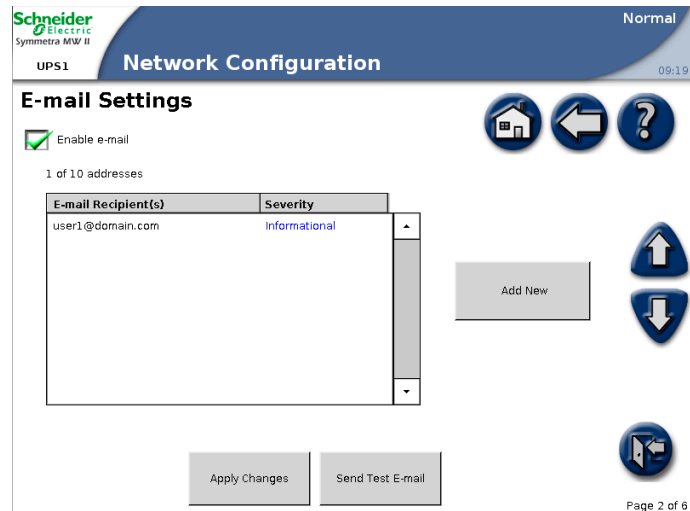 Schneider
Electric
Symmetra MW II
UPS1
Network Configuration
Normal
09:19
E-mail Settings
?
Enable e-mail
1 of 10 addresses
E-mail Recipient(s) Severity
user1@domain.com Informational
Add New
Apply Changes
Send Test E-mail
Page 2 of 6